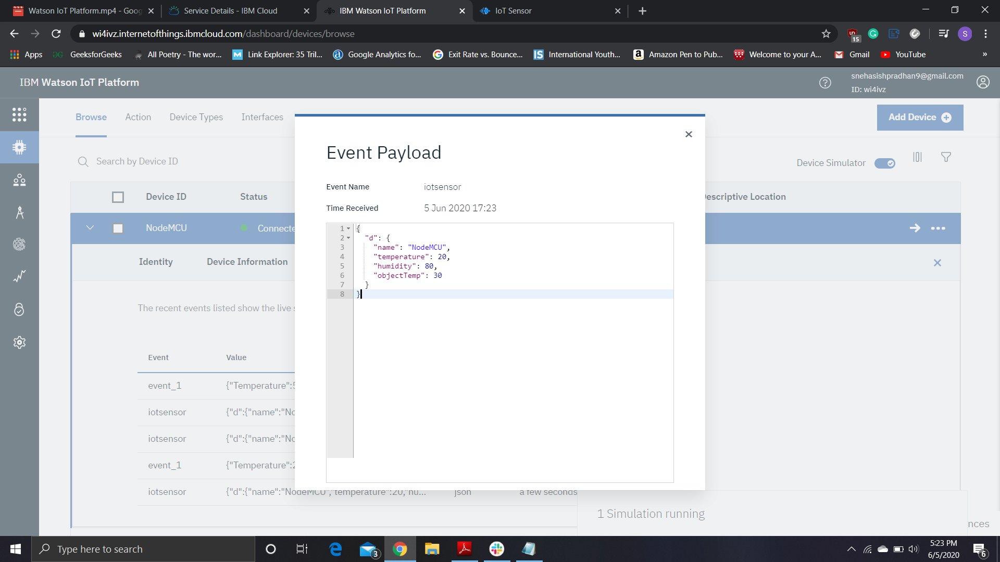 Watson IoT Platform.mp4 - Goog
Service Details - IBM Cloud
IBM Watson IoT Platform
IoT Sensor
wi4ivz.internetofthings.ibmcloud.com/dashboard/devices/browse
15
S
Apps
GeeksforGeeks
All Poetry - The wor...
Link Explorer: 35 Tril...
Google Analytics fo...
Exit Rate vs. Bounce...
International Youth...
Amazon Pen to Pub...
Welcome to your A...
Gmail
YouTube
»
IBM Watson IoT Platform
snehasishpradhan9@gmail.com
ID: wi4ivz
Browse
Action
Device Types
Interfaces
Add Device
Search by Device ID
Device Simulator
Device ID
Status
escriptive Location
NodeMCU
Connecte
Identity
Device Information
The recent events listed show the live s
Event
Value
event_1
{"Temperature":5
iotsensor
{"d":{"name":"No
iotsensor
{"d":{"name":"No
event_1
{"Temperature":2
iotsensor
{"d":{"name":"NodeMCU","temperature":20,"hu...
json
a few seconds
Event Payload
Event Name
iotsensor
Time Received
5 Jun 2020 17:23
1 {
2 "d": {
3 "name": "NodeMCU",
4 "temperature": 20,
5 "humidity": 80,
6 "objectTemp": 30
7 }
8 }
1 Simulation running
nces
Type here to search
3
5:23 PM
6/5/2020
6